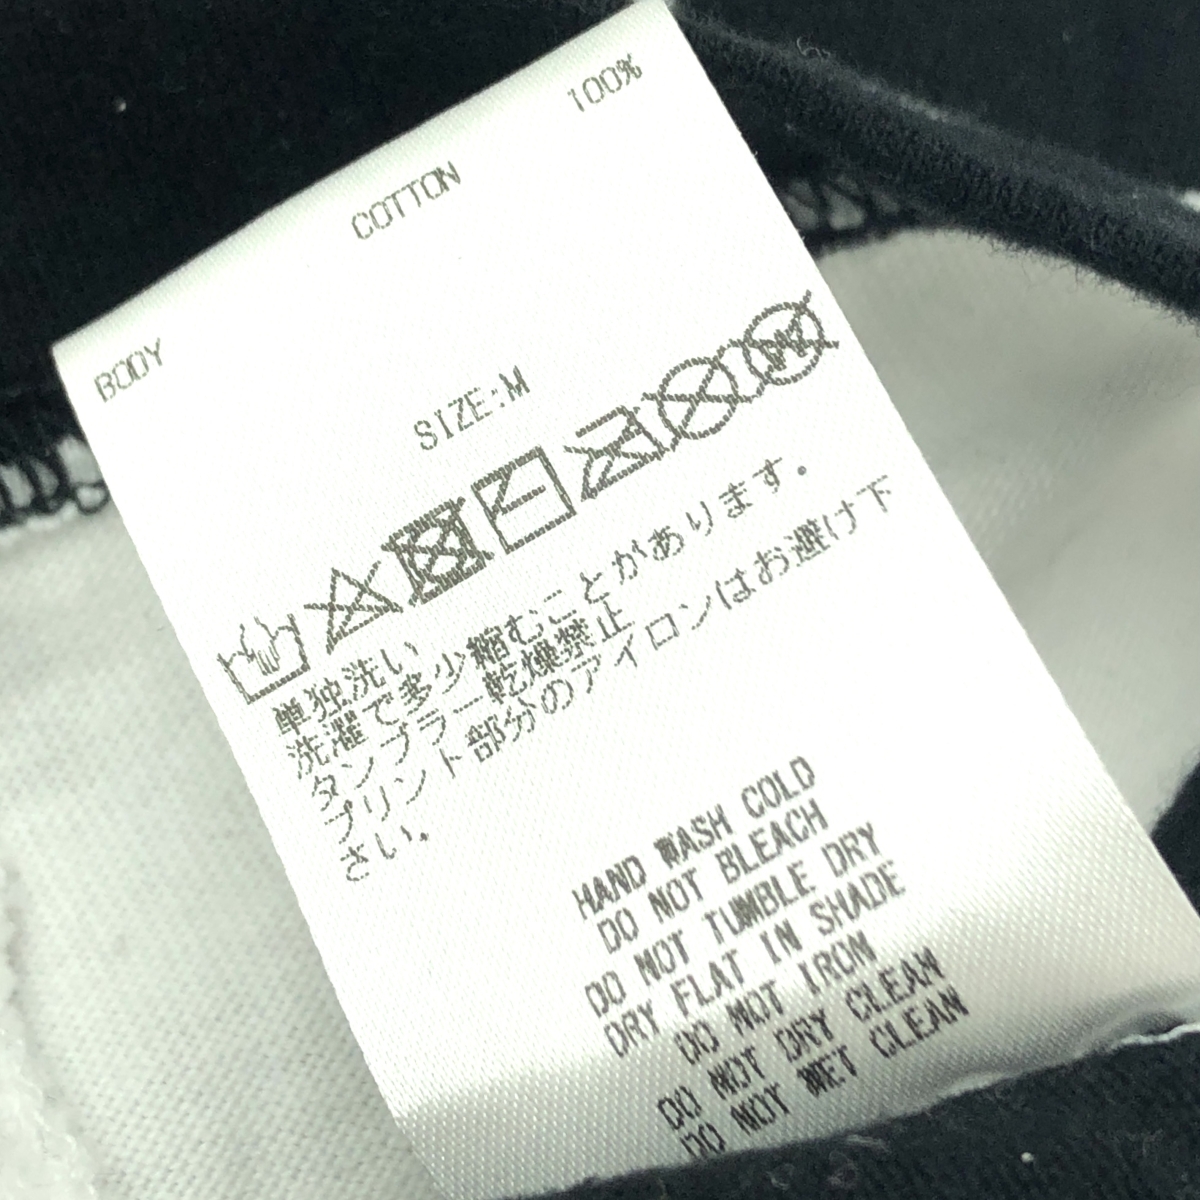 BODY COTTON 100%
SIZE:M
単独洗い
洗濯で多少縮むことがあります.
タンブラー乾燥禁止
プリント部分のアイロンはお避け下
さい.
HAND WASH COLD
DO NOT BLEACH
DO NOT TUMBLE DRY
DRY FLAT IN SHADE
DO NOT IRON
DO NOT DRY CLEAN
DO NOT WET CLEAN